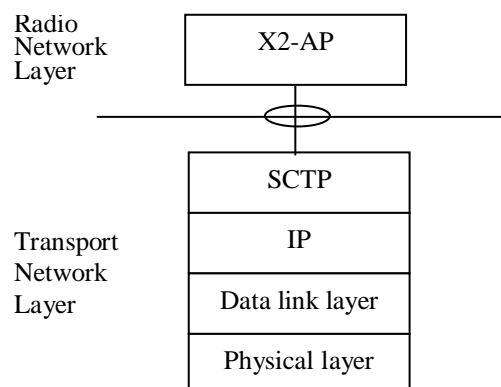 Radio
Network
Layer
X2-AP
SCTP
IP
Data link layer
Physical layer
Transport
Network
Layer